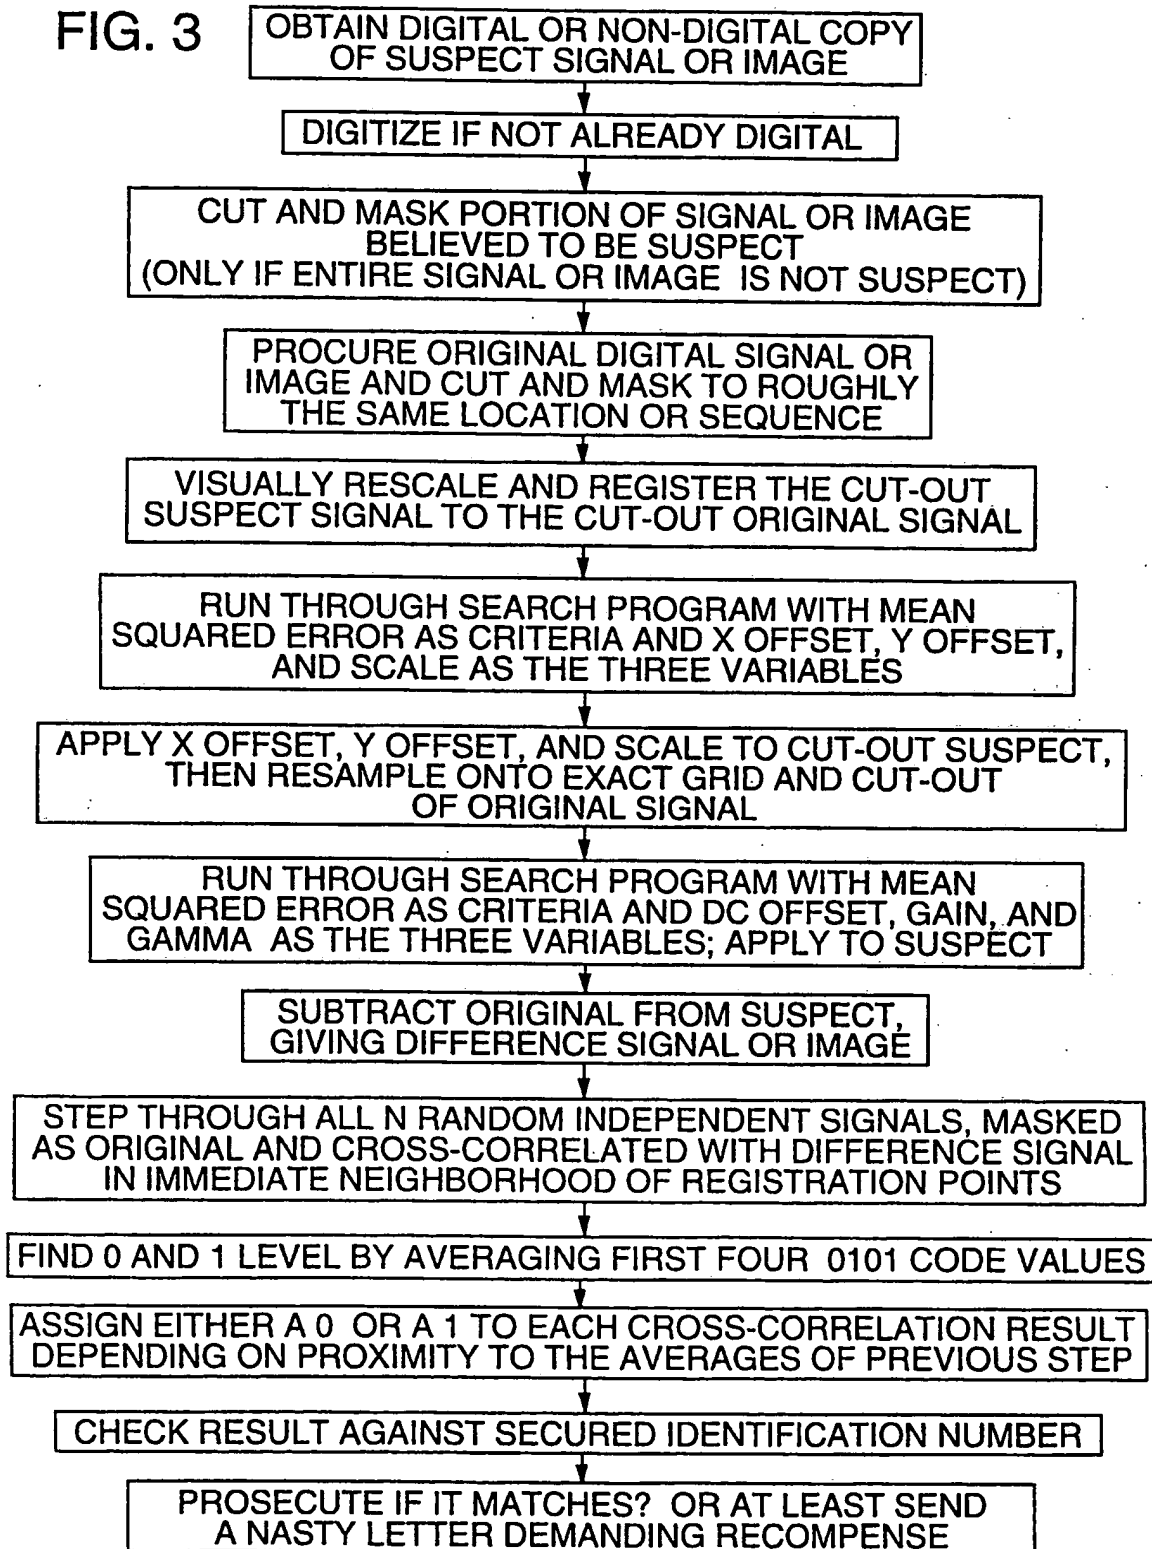 FIG. 3
OBTAIN DIGITAL OR NON-DIGITAL COPY
OF SUSPECT SIGNAL OR IMAGE
DIGITIZE IF NOT ALREADY DIGITAL
CUT AND MASK PORTION OF SIGNAL OR IMAGE
BELIEVED TO BE SUSPECT
(ONLY IF ENTIRE SIGNAL OR IMAGE IS NOT SUSPECT)
PROCURE ORIGINAL DIGITAL SIGNAL OR
IMAGE AND CUT AND MASK TO ROUGHLY
THE SAME LOCATION OR SEQUENCE
VISUALLY RESCALE AND REGISTER THE CUT-OUT
SUSPECT SIGNAL TO THE CUT-OUT ORIGINAL SIGNAL
RUN THROUGH SEARCH PROGRAM WITH MEAN
SQUARED ERROR AS CRITERIA AND X OFFSET, Y OFFSET,
AND SCALE AS THE THREE VARIABLES
APPLY X OFFSET, Y OFFSET, AND SCALE TO CUT-OUT SUSPECT,
THEN RESAMPLE ONTO EXACT GRID AND CUT-OUT
OF ORIGINAL SIGNAL
RUN THROUGH SEARCH PROGRAM WITH MEAN
SQUARED ERROR AS CRITERIA AND DC OFFSET, GAIN, AND
GAMMA AS THE THREE VARIABLES; APPLY TO SUSPECT
SUBTRACT ORIGINAL FROM SUSPECT,
GIVING DIFFERENCE SIGNAL OR IMAGE
STEP THROUGH ALL N RANDOM INDEPENDENT SIGNALS, MASKED
AS ORIGINAL AND CROSS-CORRELATED WITH DIFFERENCE SIGNAL
IN IMMEDIATE NEIGHBORHOOD OF REGISTRATION POINTS
FIND 0 AND 1 LEVEL BY AVERAGING FIRST FOUR 0101 CODE VALUES
ASSIGN EITHER A 0 OR A 1 TO EACH CROSS-CORRELATION RESULT
DEPENDING ON PROXIMITY TO THE AVERAGES OF PREVIOUS STEP
CHECK RESULT AGAINST SECURED IDENTIFICATION NUMBER
PROSECUTE IF IT MATCHES? OR AT LEAST SEND
A NASTY LETTER DEMANDING RECOMPENSE